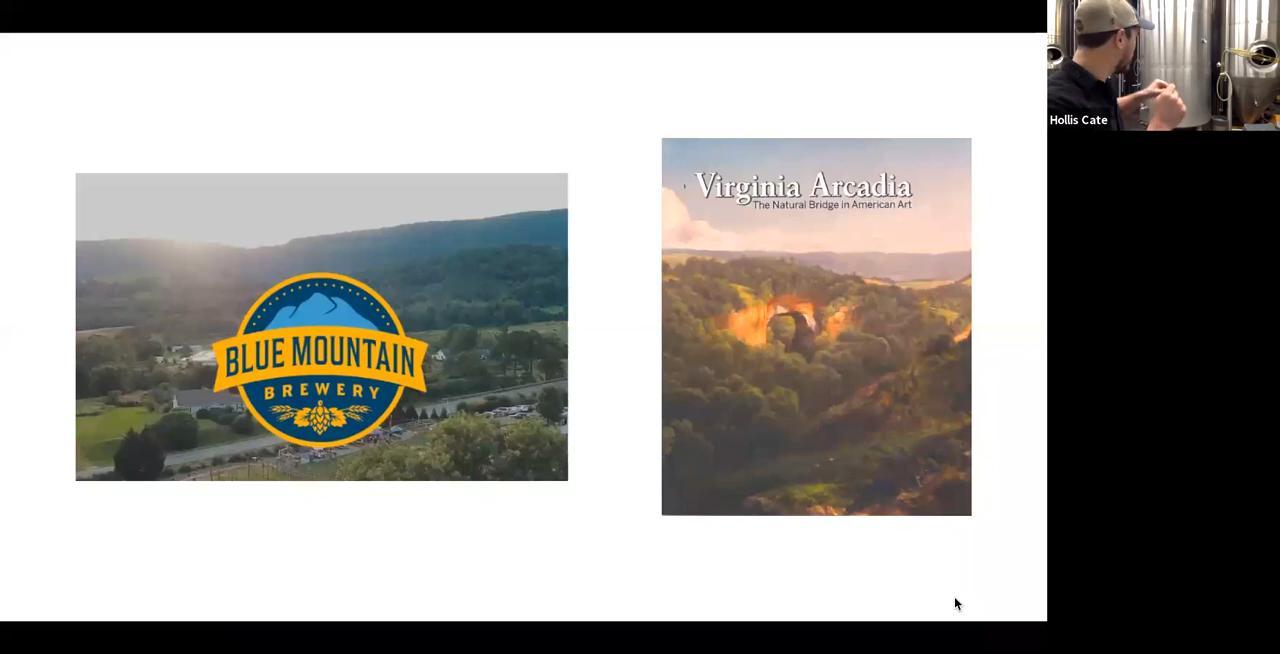 BLUE MOUNTAIN
BREWERY
Virginia Arcadia
The Natural Bridge in American Art
Hollis Cate